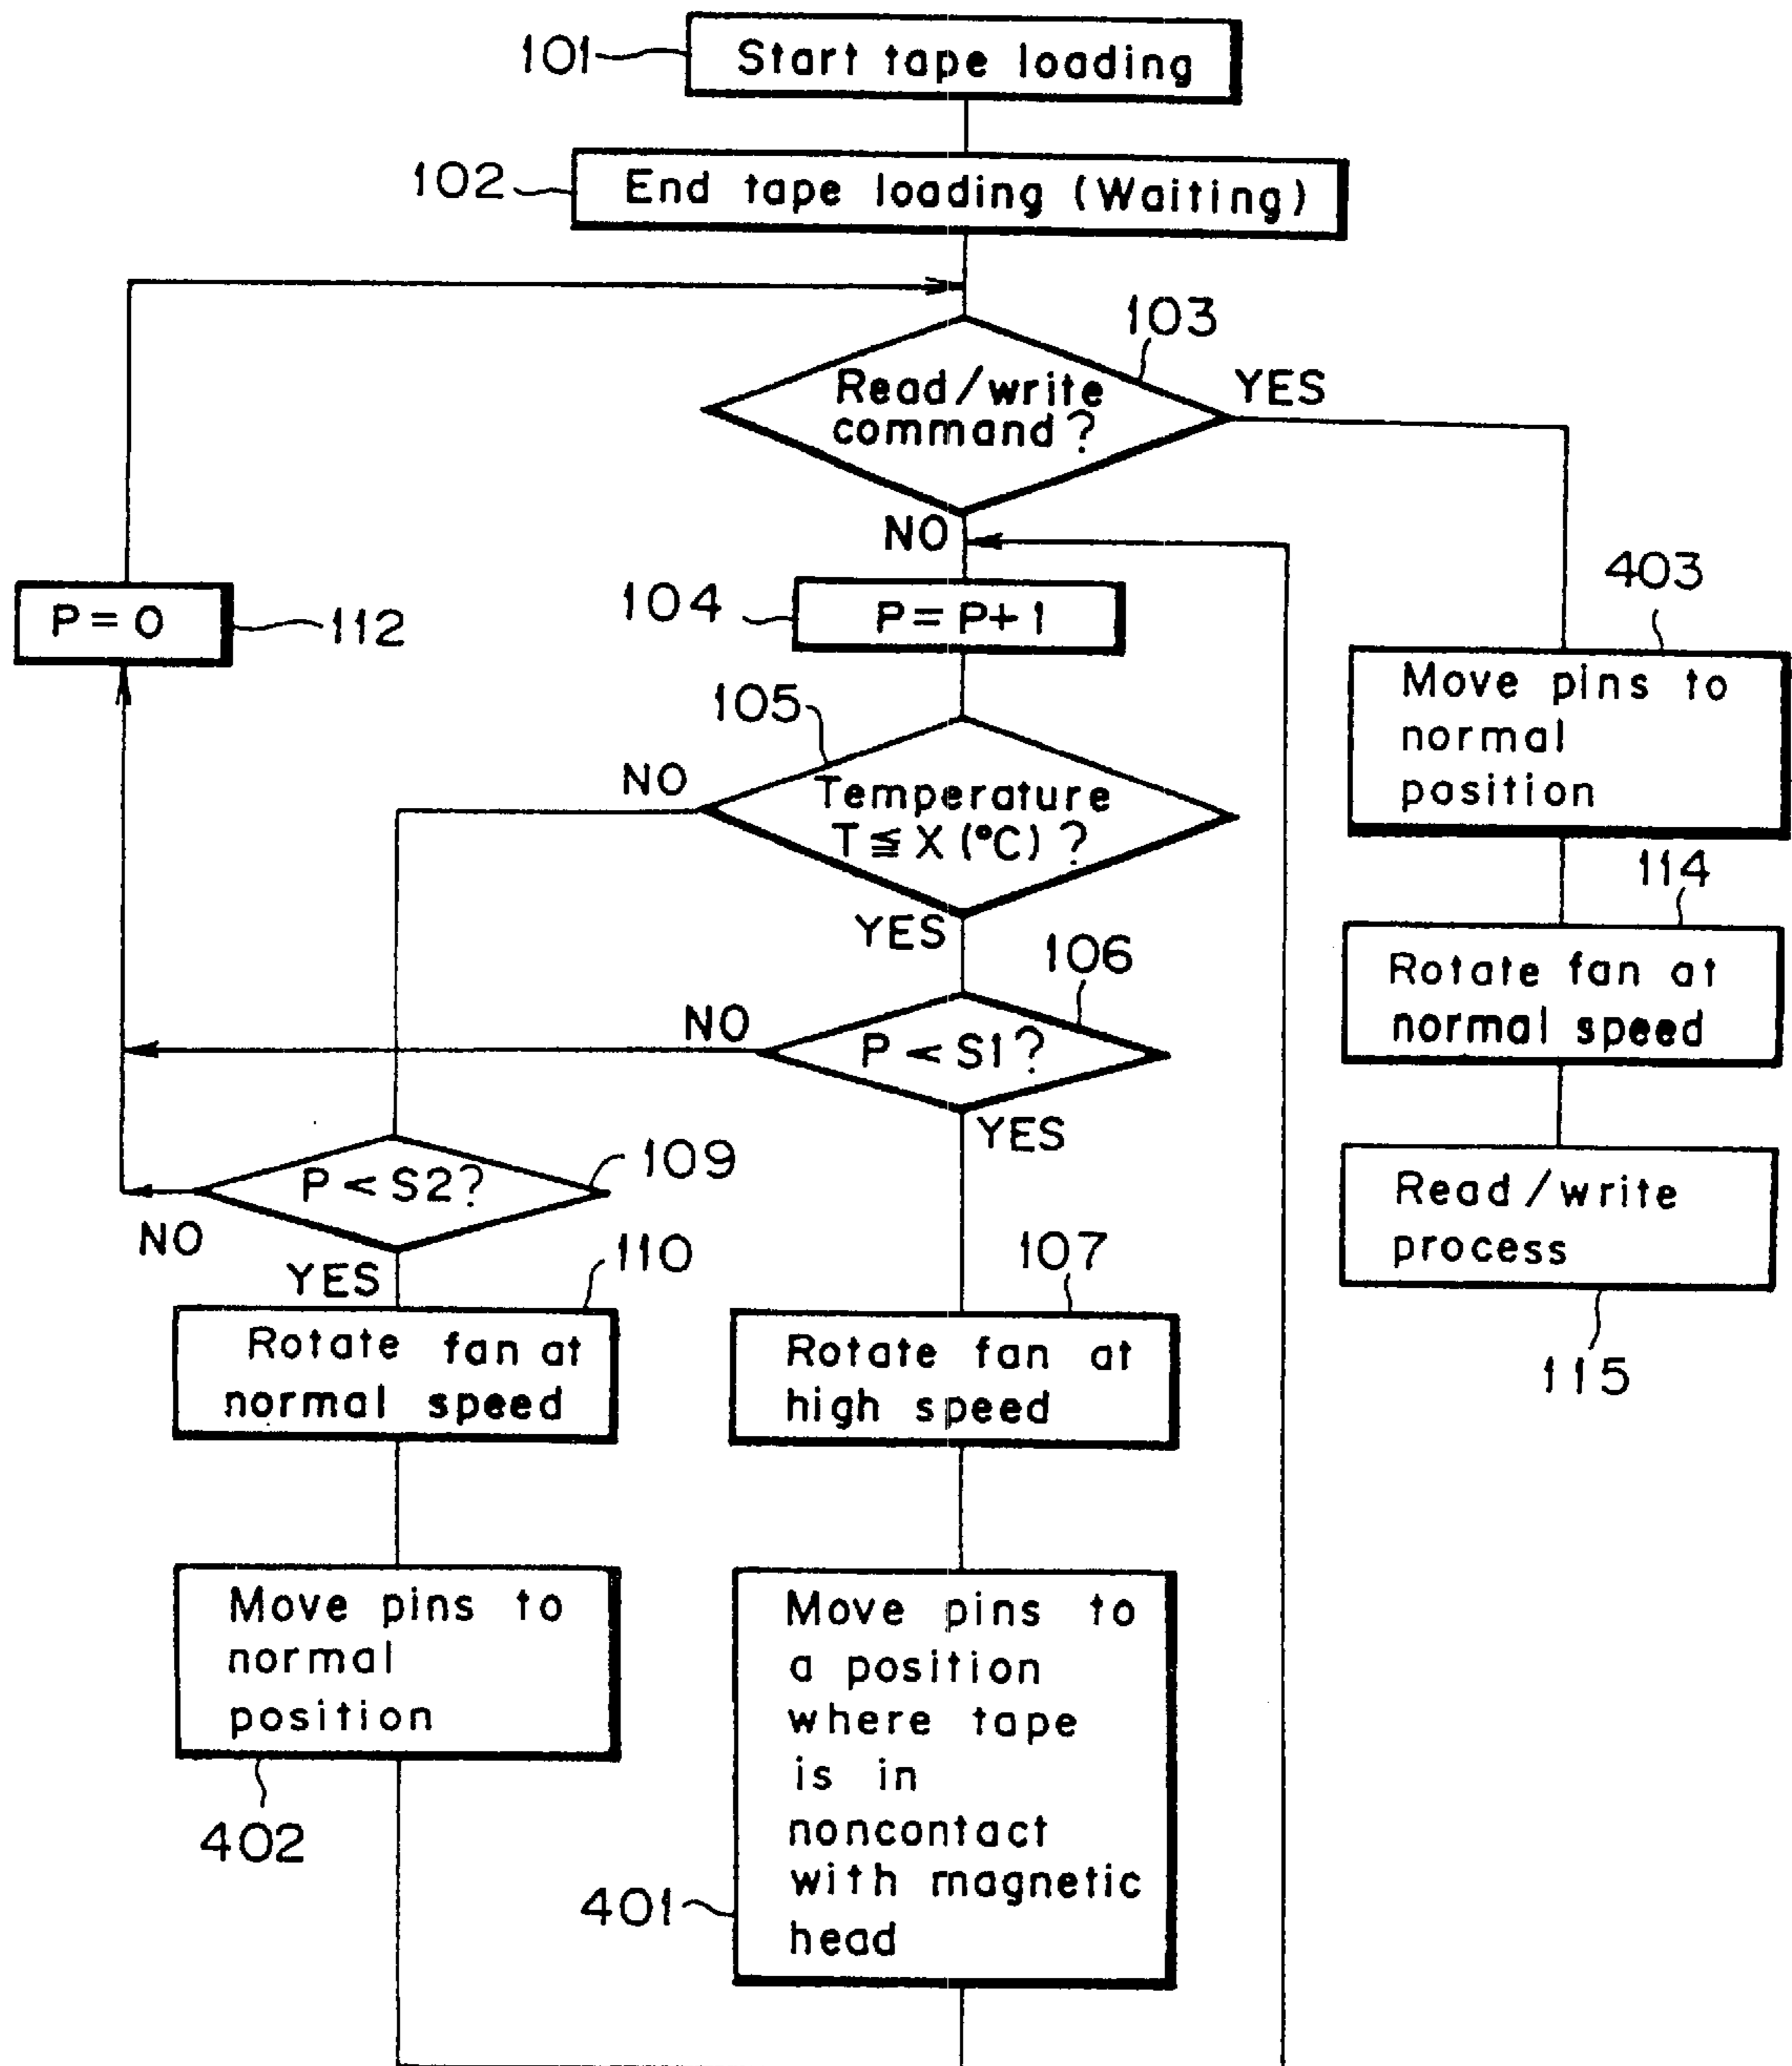 101
Start tape loading
102
End tape loading (Waiting)
103
Read/write
command?
YES
NO
403
P = 0
112
104
P = P+1
Move pins to
normal
position
105
NO
Temperature
T ≦ X (°C) ?
YES
114
Rotate fan at
normal speed
106
NO
P < S1?
YES
109
P < S2?
NO
YES
Read/write
process
115
110
Rotate fan at
normal speed
107
Rotate fan at
high speed
Move pins to
normal
position
402
Move pins to
a position
where tape
is in
noncontact
with magnetic
head
401